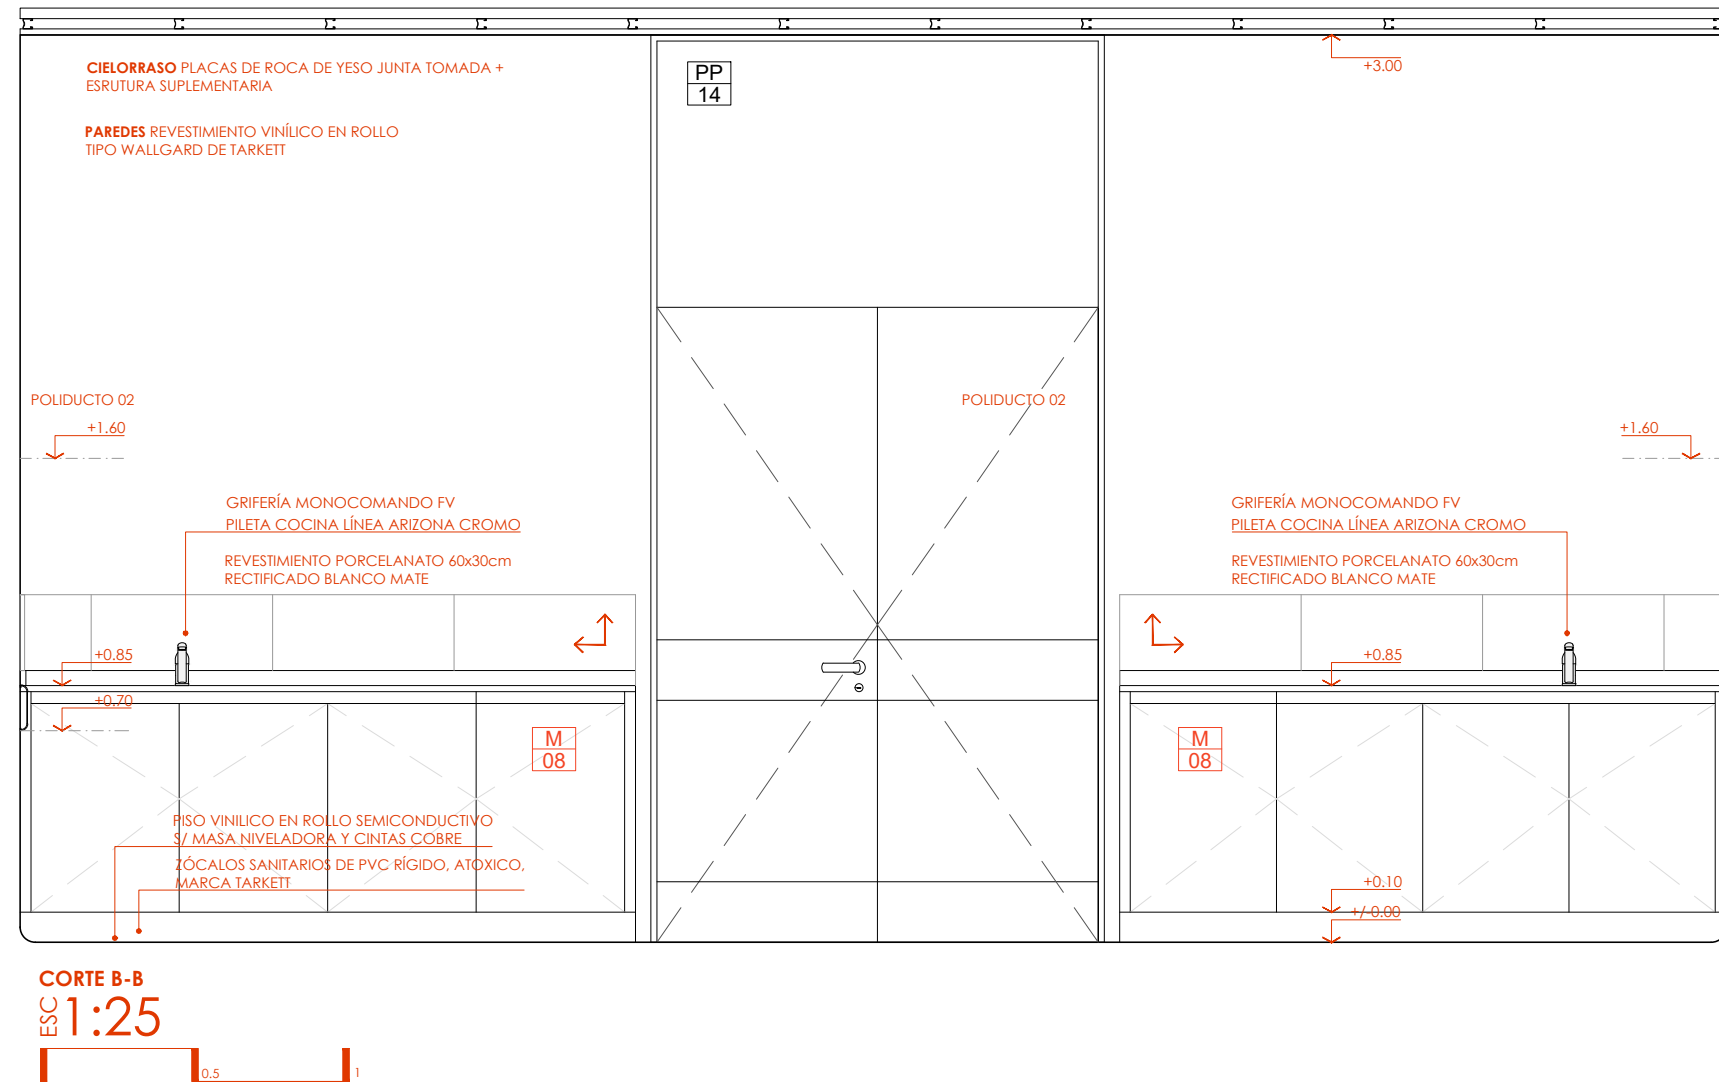 CIELORRASO PLACAS DE ROCA DE YESO JUNTA TOMADA +
ESRUTURA SUPLEMENTARIA
PAREDES REVESTIMIENTO VINÍLICO EN ROLLO
TIPO WALLGARD DE TARKETT
PP
14
+3.00
POLIDUCTO 02
+1.60
POLIDUCTO 02
+1.60
GRIFERÍA MONOCOMANDO FV
PILETA COCINA LÍNEA ARIZONA CROMO
REVESTIMIENTO PORCELANATO 60x30cm
RECTIFICADO BLANCO MATE
GRIFERÍA MONOCOMANDO FV
PILETA COCINA LÍNEA ARIZONA CROMO
REVESTIMIENTO PORCELANATO 60x30cm
RECTIFICADO BLANCO MATE
+0.85
+0.70
+0.85
M
08
M
08
PISO VINILICO EN ROLLO SEMICONDUCTIVO
S/ MASA NIVELADORA Y CINTAS COBRE
ZÓCALOS SANITARIOS DE PVC RÍGIDO, ATOXICO,
MARCA TARKETT
+0.10
+/-0.00
CORTE B-B
ESC 1:25
0.5
1